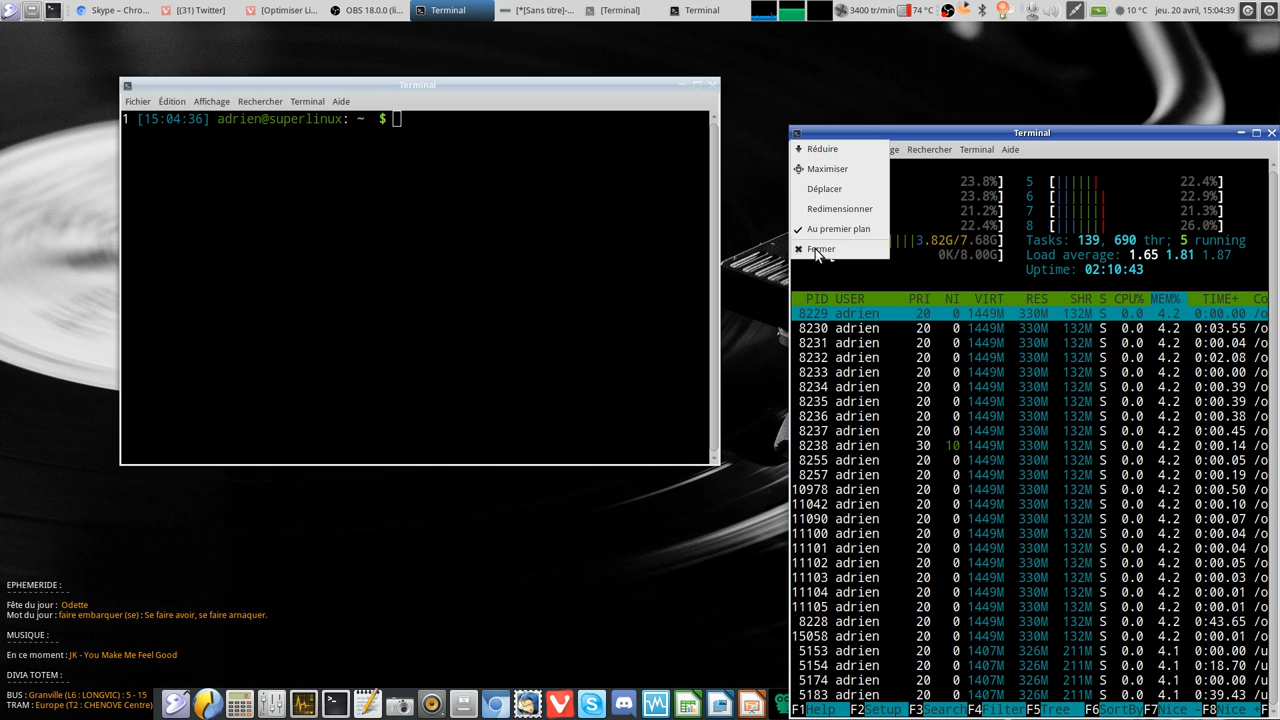 Skype – Chro...
[(31) Twitter]
[Optimiser Li...
OBS 18.0.0 (li...
Terminal
[*[Sans titre]-...
[Terminal]
Terminal
3400 tr/min
74 °C
10 °C
jeu. 20 avril, 15:04:39
Terminal
Fichier Édition Affichage Rechercher Terminal Aide
1 [15:04:36] adrien@superlinux: ~ $
Terminal
ge Rechercher Terminal Aide
Réduire
Maximiser
Déplacer
Redimensionner
Au premier plan
Fermer
23.8%] 5 [|||||| 22.4%]
23.8%] 6 [||||||| 22.9%]
21.2%] 7 [||||||| 21.3%]
22.4%] 8 [||||||| 26.0%]
|||3.82G/7.68G] Tasks: 139, 690 thr; 5 running
0K/8.00G] Load average: 1.65 1.81 1.87
Uptime: 02:10:43
PID USER PRI NI VIRT RES SHR S CPU% MEM% TIME+ Co
8229 adrien 20 0 1449M 330M 132M S 0.0 4.2 0:00.00 /o
8230 adrien 20 0 1449M 330M 132M S 0.0 4.2 0:03.55 /o
8231 adrien 20 0 1449M 330M 132M S 0.0 4.2 0:00.04 /o
8232 adrien 20 0 1449M 330M 132M S 0.0 4.2 0:02.08 /o
8233 adrien 20 0 1449M 330M 132M S 0.0 4.2 0:00.00 /o
8234 adrien 20 0 1449M 330M 132M S 0.0 4.2 0:00.39 /o
8235 adrien 20 0 1449M 330M 132M S 0.0 4.2 0:00.39 /o
8236 adrien 20 0 1449M 330M 132M S 0.0 4.2 0:00.38 /o
8237 adrien 20 0 1449M 330M 132M S 0.0 4.2 0:00.45 /o
8238 adrien 30 10 1449M 330M 132M S 0.0 4.2 0:00.14 /o
8255 adrien 20 0 1449M 330M 132M S 0.0 4.2 0:00.05 /o
8257 adrien 20 0 1449M 330M 132M S 0.0 4.2 0:00.19 /o
10978 adrien 20 0 1449M 330M 132M S 0.0 4.2 0:00.50 /o
11042 adrien 20 0 1449M 330M 132M S 0.0 4.2 0:00.10 /o
11090 adrien 20 0 1449M 330M 132M S 0.0 4.2 0:00.07 /o
11100 adrien 20 0 1449M 330M 132M S 0.0 4.2 0:00.04 /o
11101 adrien 20 0 1449M 330M 132M S 0.0 4.2 0:00.04 /o
11102 adrien 20 0 1449M 330M 132M S 0.0 4.2 0:00.05 /o
11103 adrien 20 0 1449M 330M 132M S 0.0 4.2 0:00.03 /o
11104 adrien 20 0 1449M 330M 132M S 0.0 4.2 0:00.01 /o
11105 adrien 20 0 1449M 330M 132M S 0.0 4.2 0:00.01 /o
8228 adrien 20 0 1449M 330M 132M S 0.0 4.2 0:43.65 /o
15058 adrien 20 0 1449M 330M 132M S 0.0 4.2 0:00.01 /o
5153 adrien 20 0 1407M 326M 211M S 0.0 4.1 0:00.00 /u
5154 adrien 20 0 1407M 326M 211M S 0.0 4.1 0:18.70 /u
5174 adrien 20 0 1407M 326M 211M S 0.0 4.1 0:00.00 /u
5183 adrien 20 0 1407M 326M 211M S 0.0 4.1 0:39.43 /u
F1Help F2Setup F3SearchF4FilterF5Tree F6SortByF7Nice -F8Nice +
EPHEMERIDE :
Fête du jour : Odette
Mot du jour : faire embarquer (se) : Se faire avoir, se faire arnaquer.
MUSIQUE :
En ce moment : JK - You Make Me Feel Good
DIVIA TOTEM :
BUS : Granville (L6 : LONGVIC) : 5 - 15
TRAM : Europe (T2 : CHENOVE Centre)